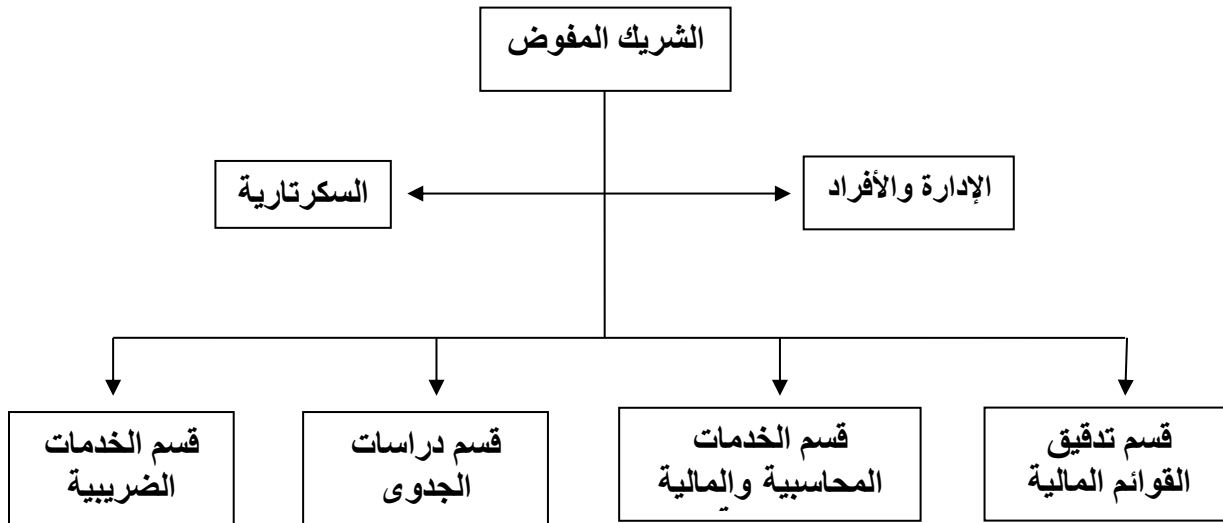 الشريك المفوض
الإدارة والأفراد
السكرتارية
قسم تدقيق
القوائم المالية
قسم الخدمات
المحاسبية والمالية
قسم دراسات
الجدوى
قسم الخدمات
الضريبية